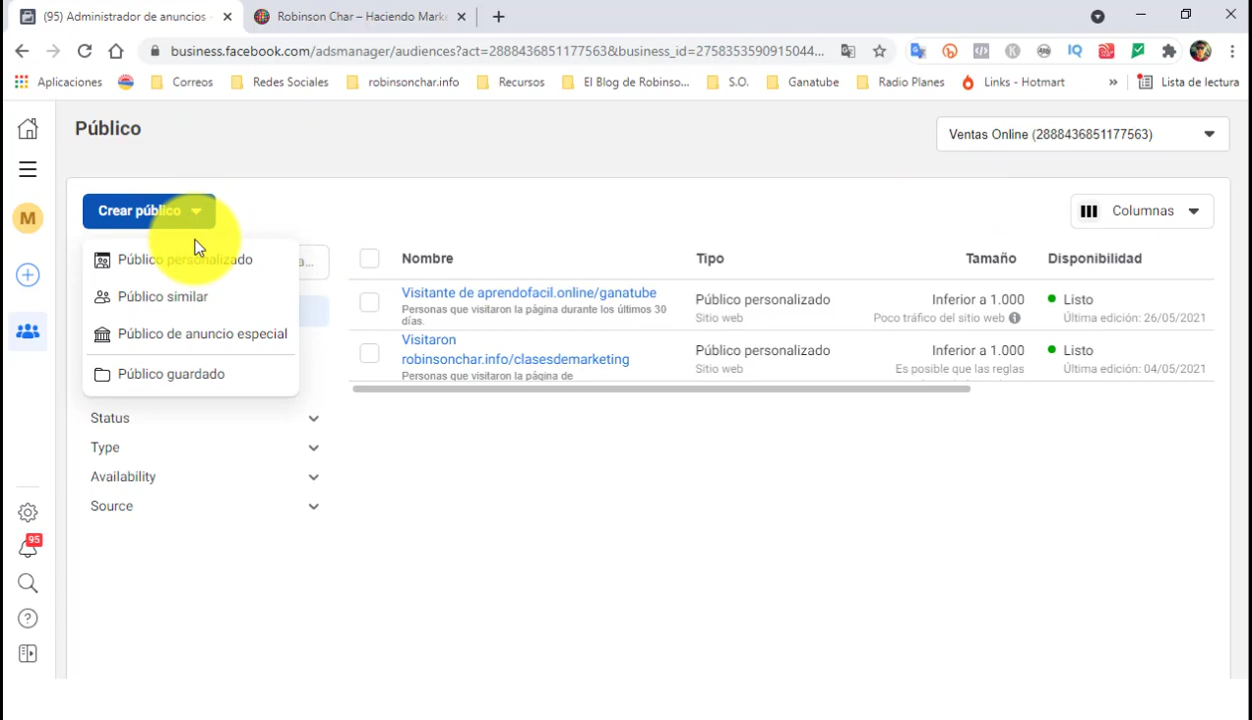 (95) Administrador de anuncios
Robinson Char – Haciendo Mark
business.facebook.com/adsmanager/audiences?act=2888436851177563&business_id=2758353590915044...
Aplicaciones
Correos
Redes Sociales
robinsonchar.info
Recursos
El Blog de Robinso...
S.O.
Ganatube
Radio Planes
Links - Hotmart
»
Lista de lectura
IQ
Público
Ventas Online (2888436851177563)
M
Crear público
Columnas
Público personalizado
Público similar
Público de anuncio especial
Público guardado
a...
Nombre
Tipo
Tamaño
Disponibilidad
Visitante de aprendofacil.online/ganatube
Personas que visitaron la página durante los últimos 30
días.
Público personalizado
Sitio web
Inferior a 1.000
Poco tráfico del sitio web
Listo
Última edición: 26/05/2021
Visitaron
robinsonchar.info/clasesdemarketing
Personas que visitaron la página de
Público personalizado
Sitio web
Inferior a 1.000
Es posible que las reglas
Listo
Última edición: 04/05/2021
Status
Type
Availability
Source
95